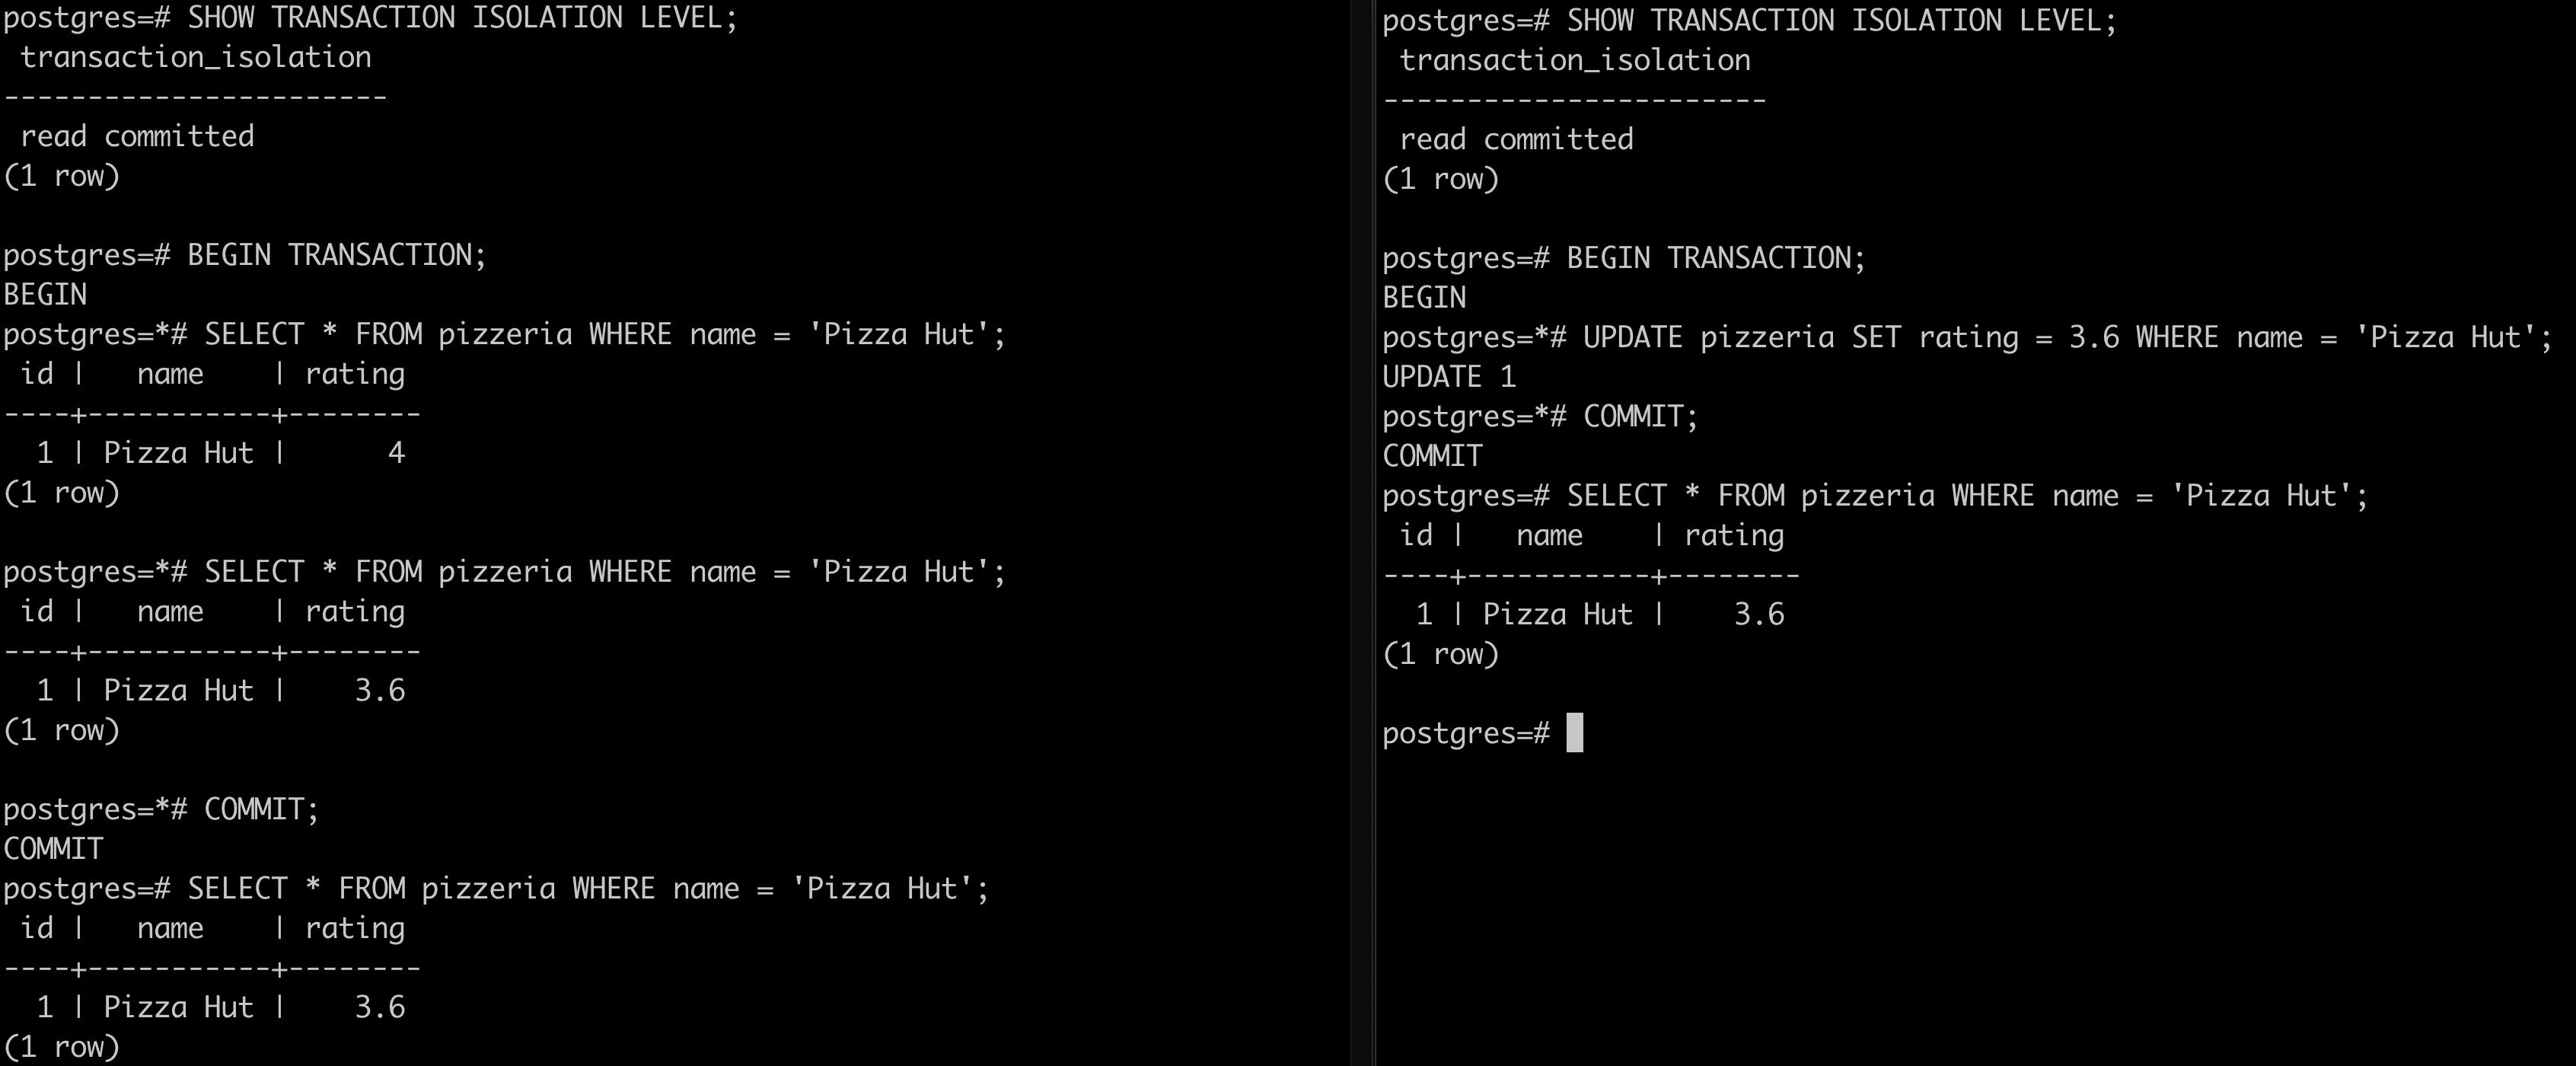 postgres=# SHOW TRANSACTION ISOLATION LEVEL;
 transaction_isolation
-----------------------
 read committed
(1 row)

postgres=# BEGIN TRANSACTION;
BEGIN
postgres=*# SELECT * FROM pizzeria WHERE name = 'Pizza Hut';
 id |   name    | rating
----+-----------+--------
  1 | Pizza Hut |      4
(1 row)

postgres=*# SELECT * FROM pizzeria WHERE name = 'Pizza Hut';
 id |   name    | rating
----+-----------+--------
  1 | Pizza Hut |    3.6
(1 row)

postgres=*# COMMIT;
COMMIT
postgres=# SELECT * FROM pizzeria WHERE name = 'Pizza Hut';
 id |   name    | rating
----+-----------+--------
  1 | Pizza Hut |    3.6
(1 row)

postgres=# SHOW TRANSACTION ISOLATION LEVEL;
 transaction_isolation
-----------------------
 read committed
(1 row)

postgres=# BEGIN TRANSACTION;
BEGIN
postgres=*# UPDATE pizzeria SET rating = 3.6 WHERE name = 'Pizza Hut';
UPDATE 1
postgres=*# COMMIT;
COMMIT
postgres=# SELECT * FROM pizzeria WHERE name = 'Pizza Hut';
 id |   name    | rating
----+-----------+--------
  1 | Pizza Hut |    3.6
(1 row)

postgres=#